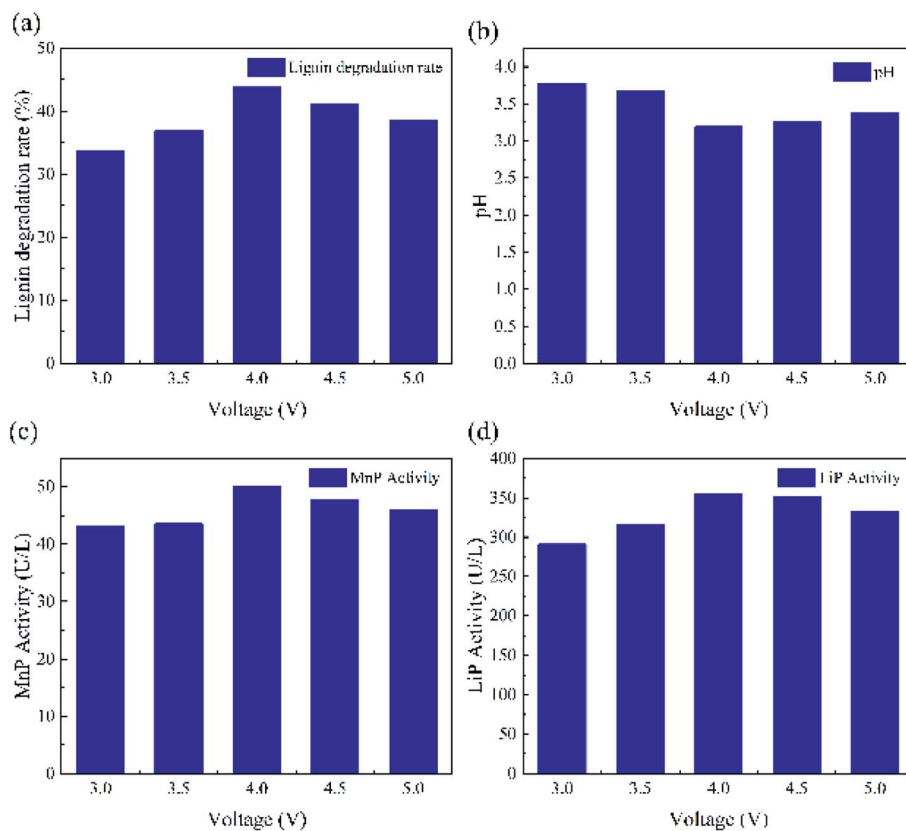 (a)
50
40
30
20
10
0
Lignin degradation rate (%)
Lignin degradation rate
3.0 3.5 4.0 4.5 5.0
Voltage (V)
(b)
4.0
3.5
3.0
2.5
2.0
1.5
1.0
0.5
0.0
pH
pH
3.0 3.5 4.0 4.5 5.0
Voltage (V)
(c)
50
40
30
20
10
0
MnP Activity (U/L)
MnP Activity
3.0 3.5 4.0 4.5 5.0
Voltage (V)
(d)
400
350
300
250
200
150
100
50
0
LiP Activity (U/L)
LiP Activity
3.0 3.5 4.0 4.5 5.0
Voltage (V)